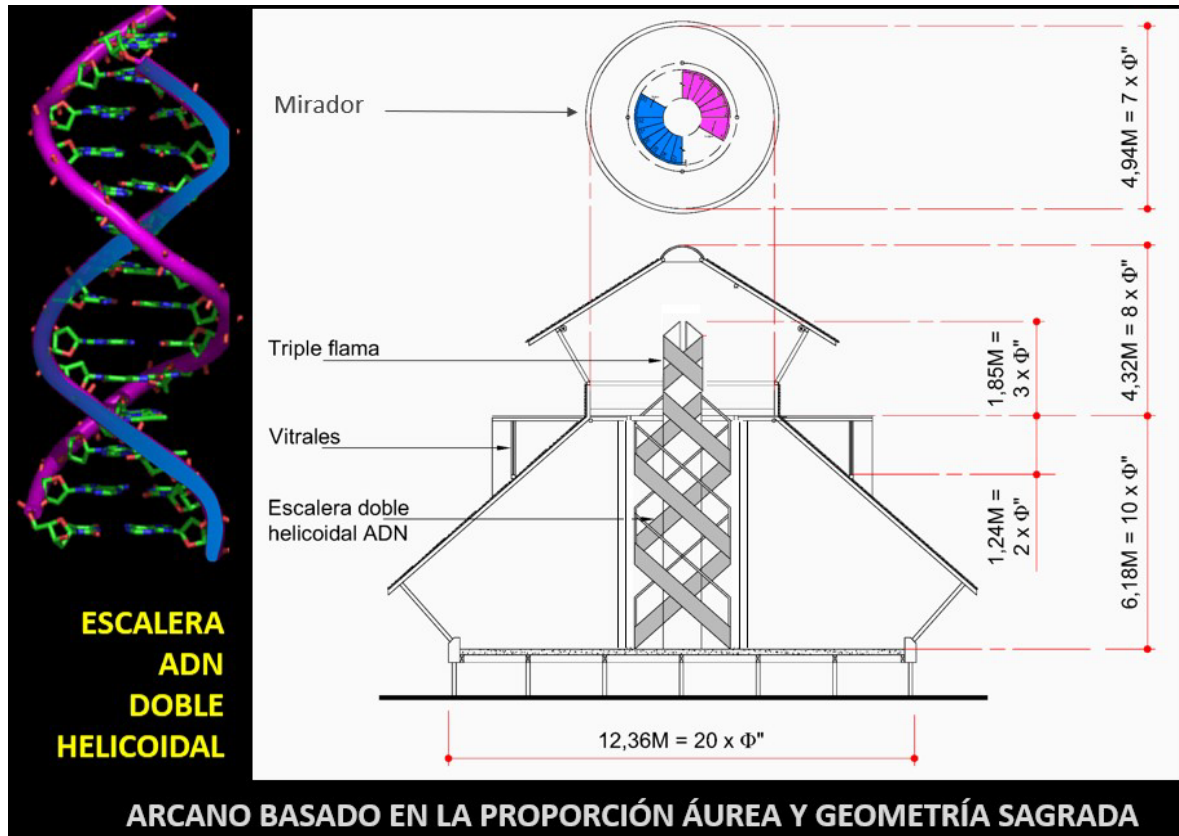 Mirador
4,94M = 7 x Φ"
Triple flama
Vitrales
Escalera doble
helicoidal ADN
1,85M =
3 x Φ"
4,32M = 8 x Φ"
1,24M =
2 x Φ"
6,18M = 10 x Φ"
12,36M = 20 x Φ"
ESCALERA
ADN
DOBLE
HELICOIDAL
ARCANO BASADO EN LA PROPORCIÓN ÁUREA Y GEOMETRÍA SAGRADA